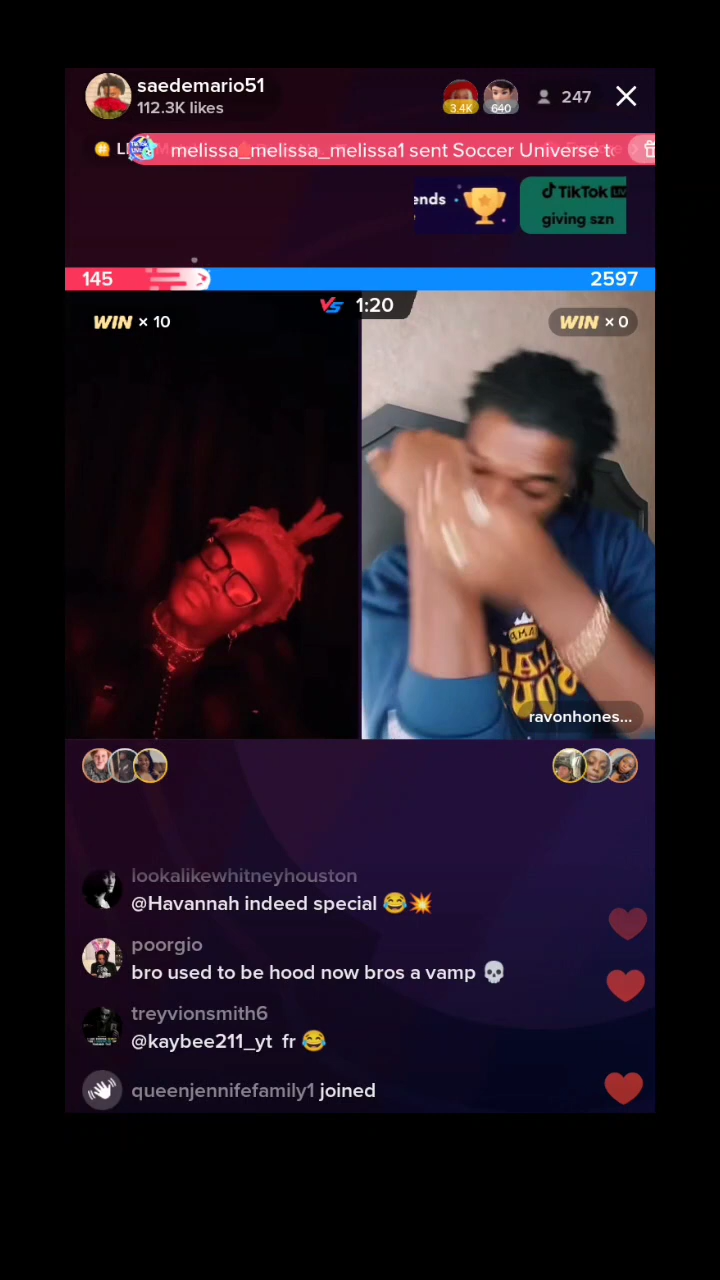 saedemario51
112.3K likes
3.4K
640
247
melissa_melissa_melissa1 sent Soccer Universe t
ends
TikTok LIVE
giving szn
145
2597
VS 1:20
WIN × 10
WIN × 0
ravonhones...
lookalikewhitneyhouston
@Havannah indeed special 😂💥
poorgio
bro used to be hood now bros a vamp 💀
treyvionsmith6
@kaybee211_yt fr 😂
queenjennifefamily1 joined